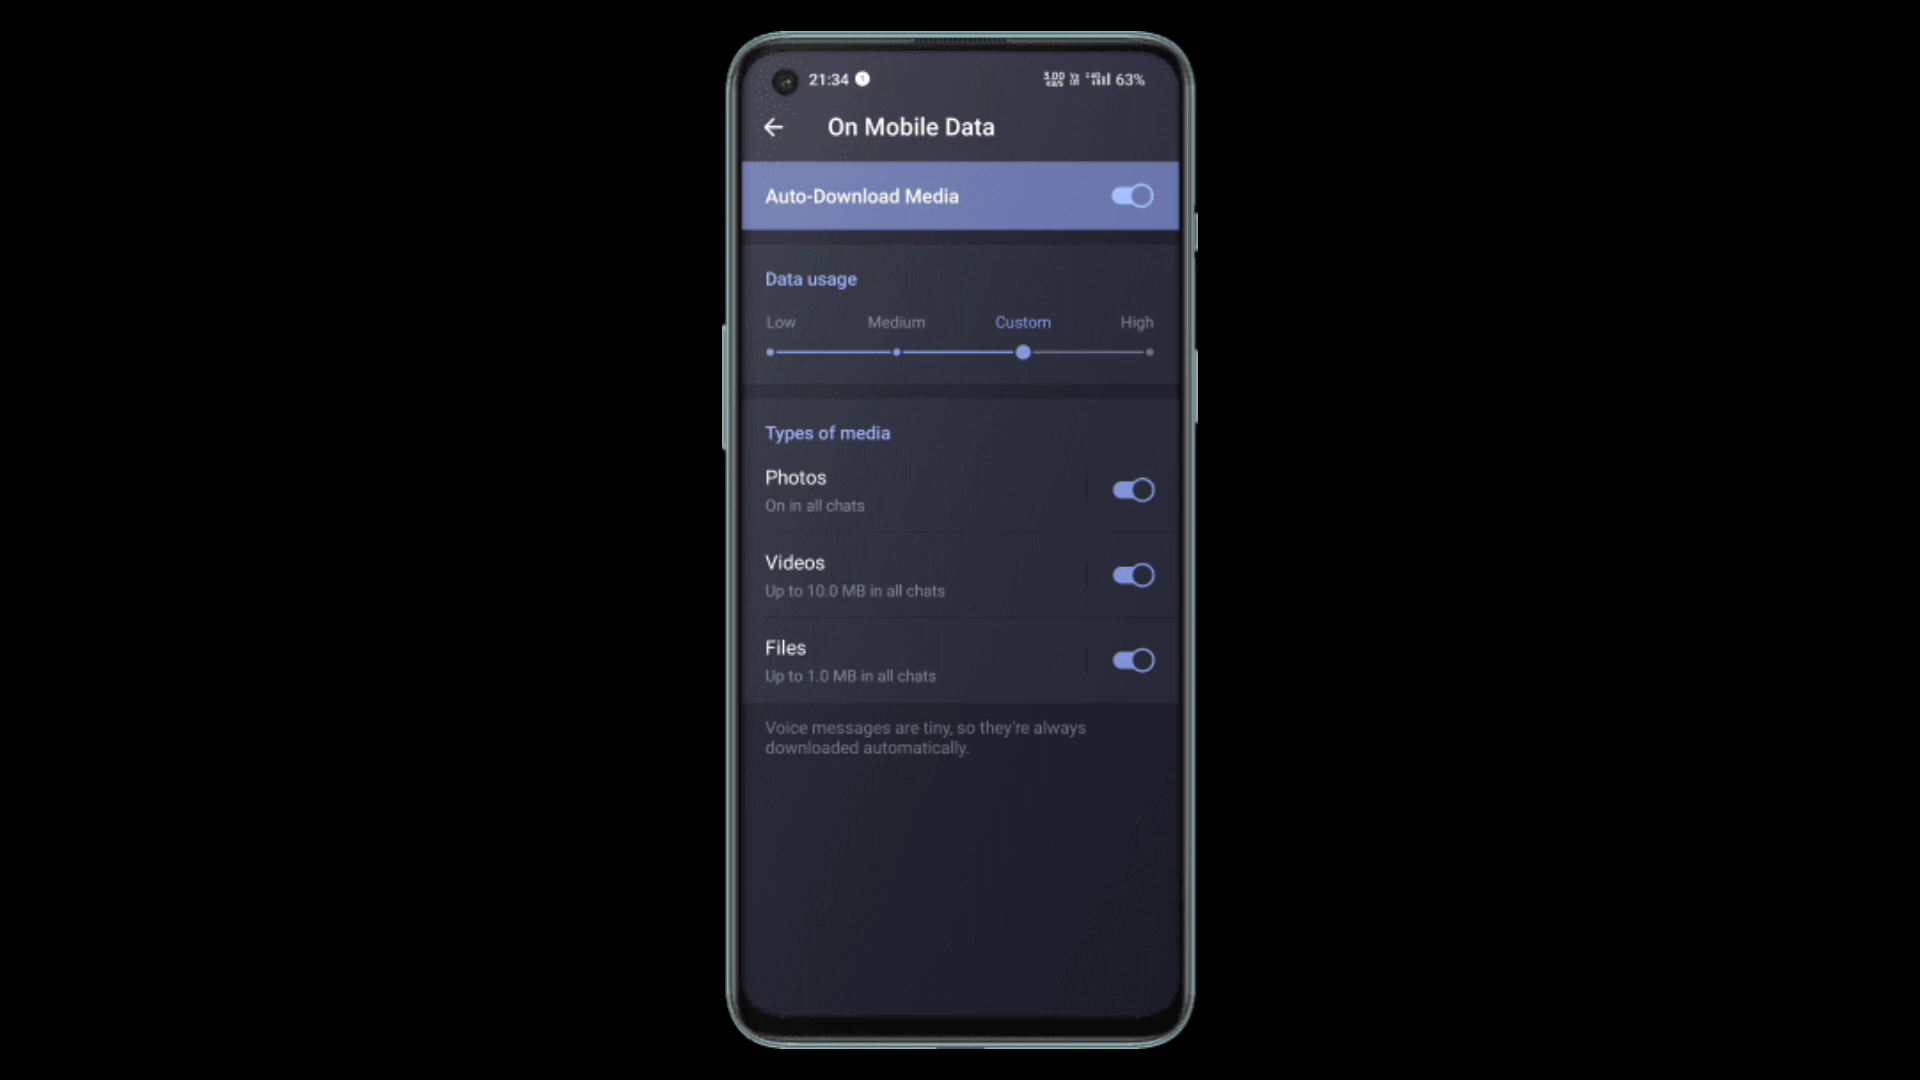 21:34
3.00 63%
On Mobile Data
Auto-Download Media
Data usage
Low Medium Custom High
Types of media
Photos
On in all chats
Videos
Up to 10.0 MB in all chats
Files
Up to 1.0 MB in all chats
Voice messages are tiny, so they're always
downloaded automatically.